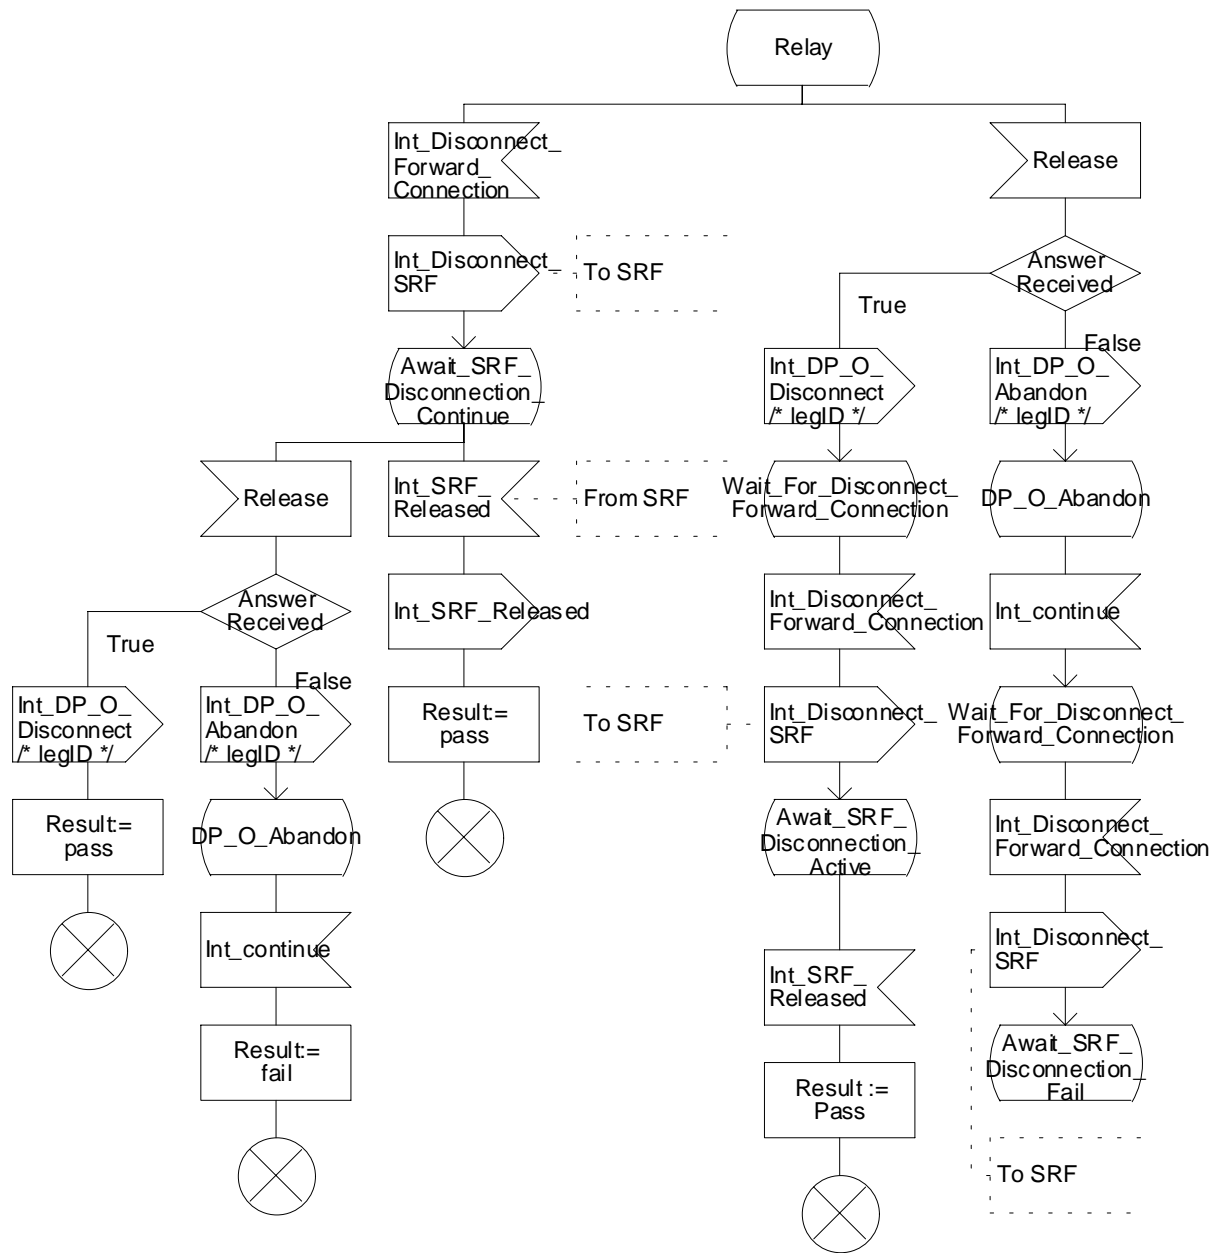 Relay
Int_Disconnect_
Forward_
Connection
Release
Int_Disconnect_
SRF
To SRF
Answer
Received
True
False
Await_SRF_
Disconnection_
Continue
Int_DP_O_
Disconnect
/* legID */
Int_DP_O_
Abandon
/* legID */
Release
Int_SRF_
Released
From SRF
Wait_For_Disconnect_
Forward_Connection
DP_O_Abandon
Answer
Received
True
False
Int_SRF_Released
Int_Disconnect_
Forward_Connection
Int_continue
Int_DP_O_
Disconnect
/* legID */
Int_DP_O_
Abandon
/* legID */
Result:=
pass
To SRF
Int_Disconnect_
SRF
Wait_For_Disconnect_
Forward_Connection
Result:=
pass
DP_O_Abandon
Await_SRF_
Disconnection_
Active
Int_Disconnect_
Forward_Connection
Int_continue
Int_SRF_
Released
Int_Disconnect_
SRF
Result:=
fail
Result :=
Pass
Await_SRF_
Disconnection_
Fail
To SRF